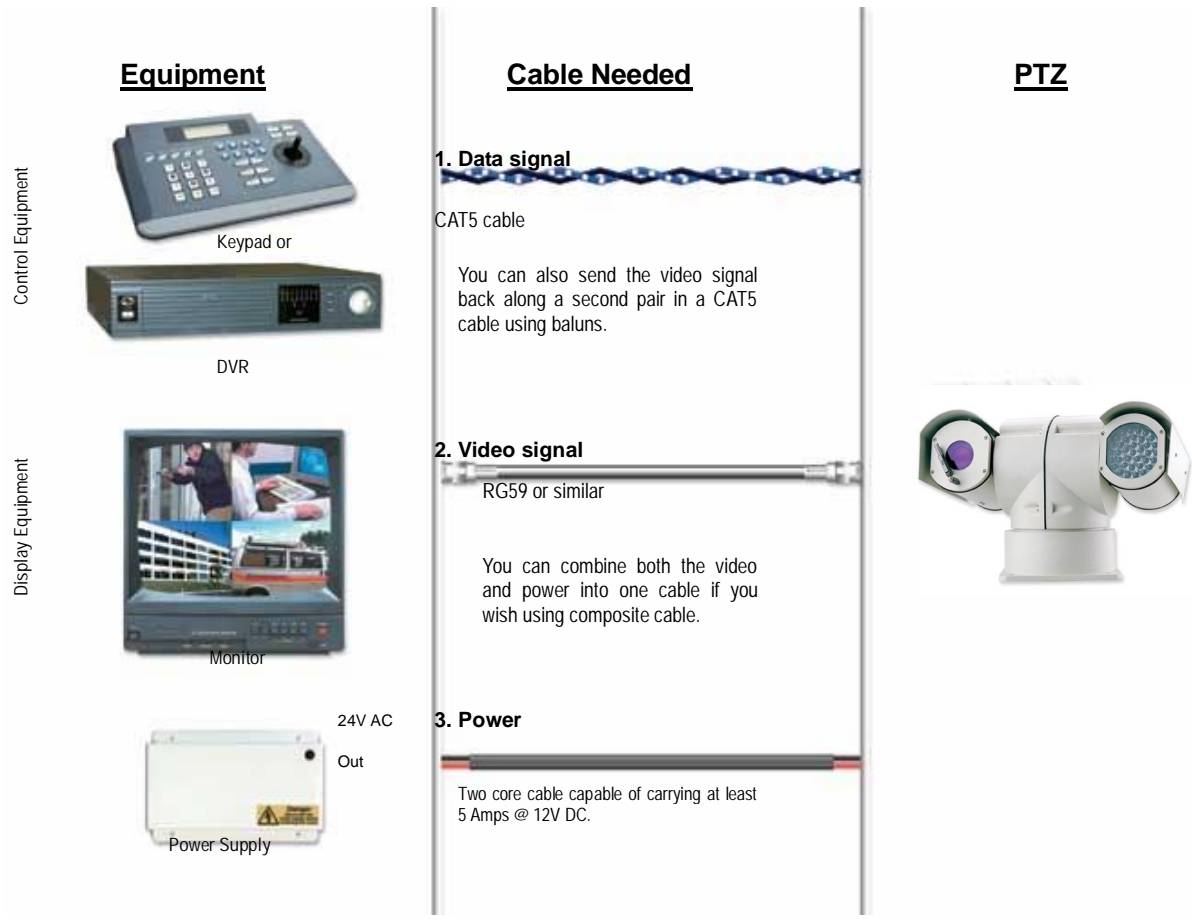 Equipment
Cable Needed
PTZ
Control Equipment
Keypad or
DVR
1. Data signal
CAT5 cable
You can also send the video signal
back along a second pair in a CAT5
cable using baluns.
Display Equipment
Monitor
2. Video signal
RG59 or similar
You can combine both the video
and power into one cable if you
wish using composite cable.
24V AC
Out
Danger
Power Supply
3. Power
Two core cable capable of carrying at least
5 Amps @ 12V DC.